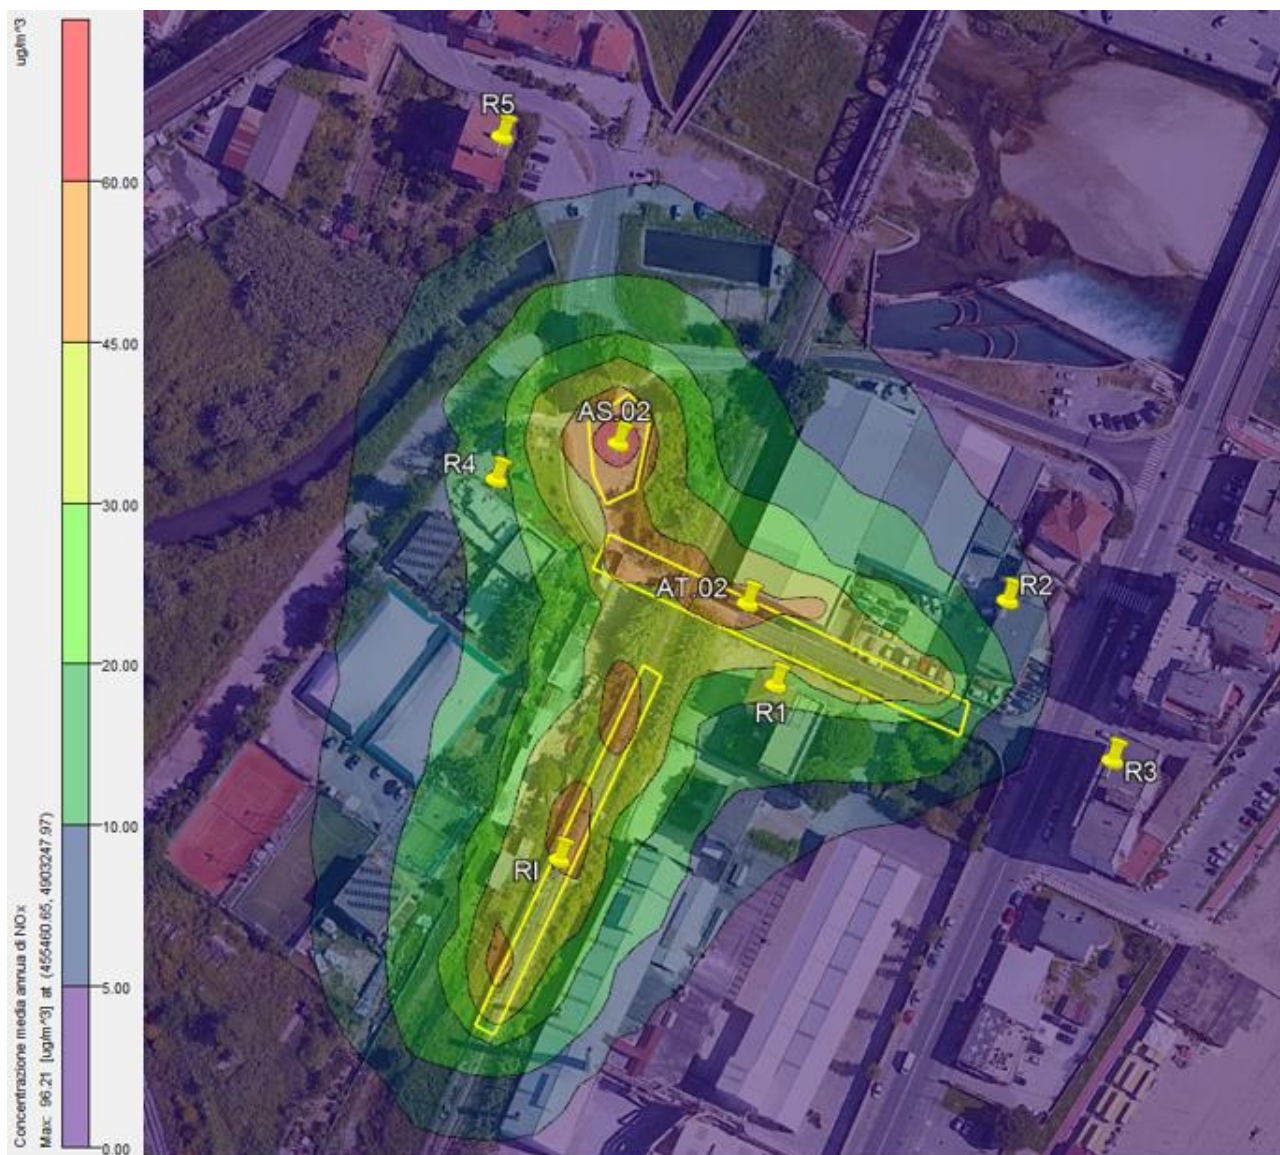 ug/m^3
60.00
45.00
30.00
20.00
10.00
5.00
0.00
Concentrazione media annua di NOx
Max: 96.21 [ug/m^3] at (455460.65, 4903247.97)
R5
AS.02
R4
AT.02
R2
R1
R3
RI